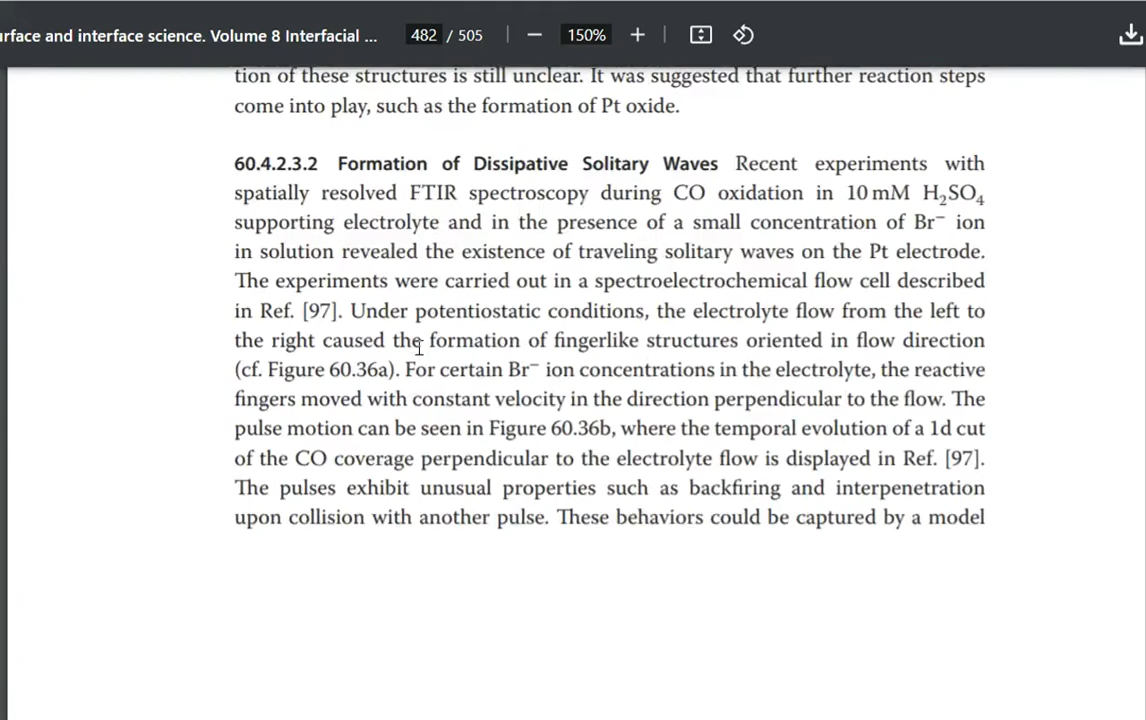 rface and interface science. Volume 8 Interfacial ... 482 / 505 − 150% +
tion of these structures is still unclear. It was suggested that further reaction steps
come into play, such as the formation of Pt oxide.
60.4.2.3.2 Formation of Dissipative Solitary Waves Recent experiments with
spatially resolved FTIR spectroscopy during CO oxidation in 10 mM H₂SO₄
supporting electrolyte and in the presence of a small concentration of Br⁻ ion
in solution revealed the existence of traveling solitary waves on the Pt electrode.
The experiments were carried out in a spectroelectrochemical flow cell described
in Ref. [97]. Under potentiostatic conditions, the electrolyte flow from the left to
the right caused the formation of fingerlike structures oriented in flow direction
(cf. Figure 60.36a). For certain Br⁻ ion concentrations in the electrolyte, the reactive
fingers moved with constant velocity in the direction perpendicular to the flow. The
pulse motion can be seen in Figure 60.36b, where the temporal evolution of a 1d cut
of the CO coverage perpendicular to the electrolyte flow is displayed in Ref. [97].
The pulses exhibit unusual properties such as backfiring and interpenetration
upon collision with another pulse. These behaviors could be captured by a model